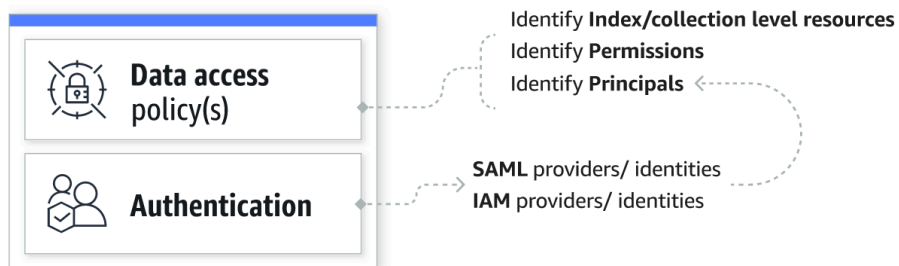 Identify Index/collection level resources
Identify Permissions
Identify Principals
Data access
policy(s)
SAML providers/ identities
IAM providers/ identities
Authentication